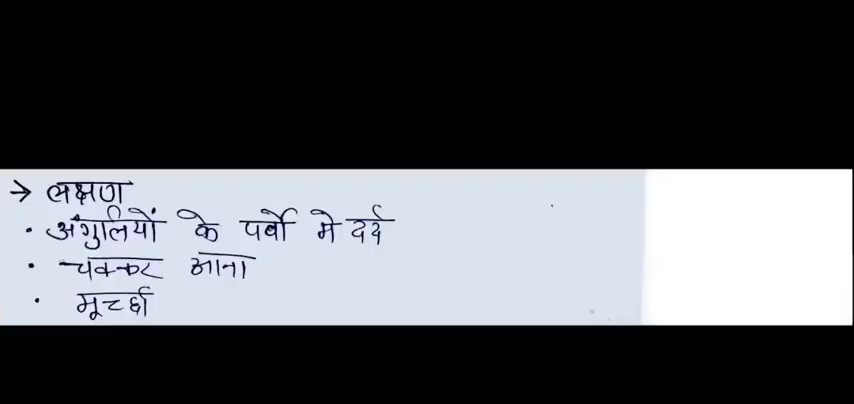 → लक्षण
• अंगुलियों के पर्वो मे दर्द
• चक्कर आना
• मूर्च्छा